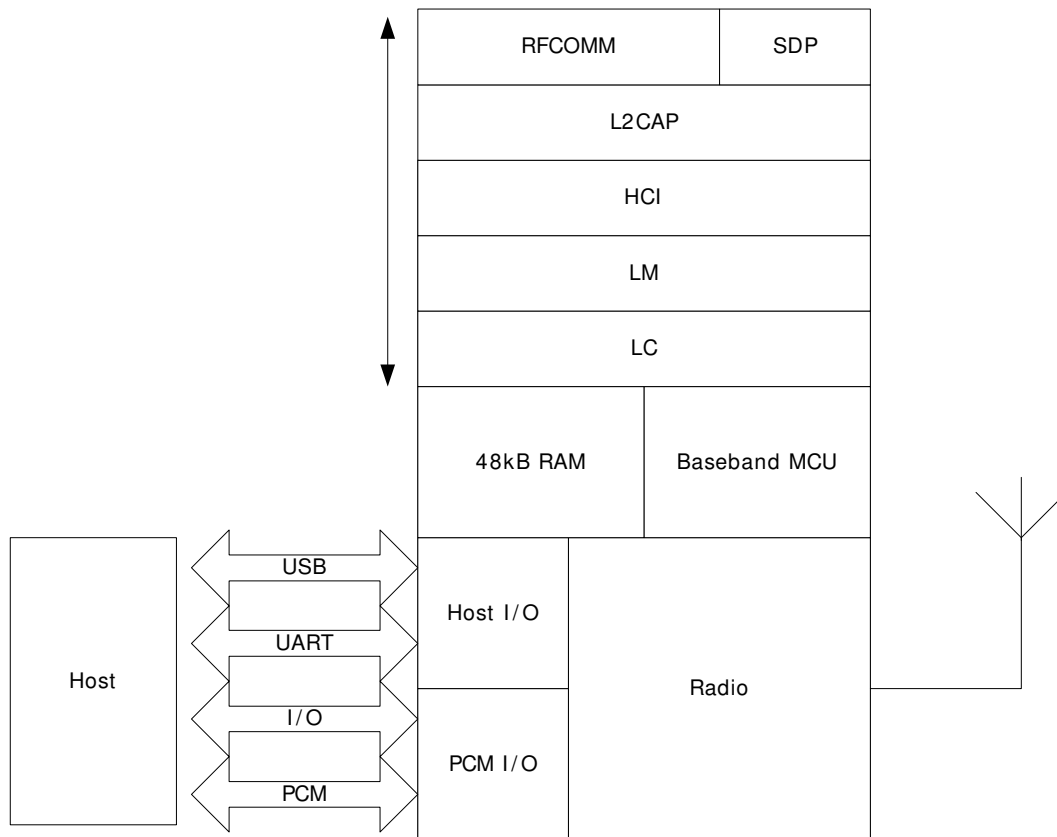 RFCOMM
SDP
L2CAP
HCI
LM
LC
48kB RAM
Baseband MCU
USB
Host I/O
UART
Host
Radio
I/O
PCM I/O
PCM